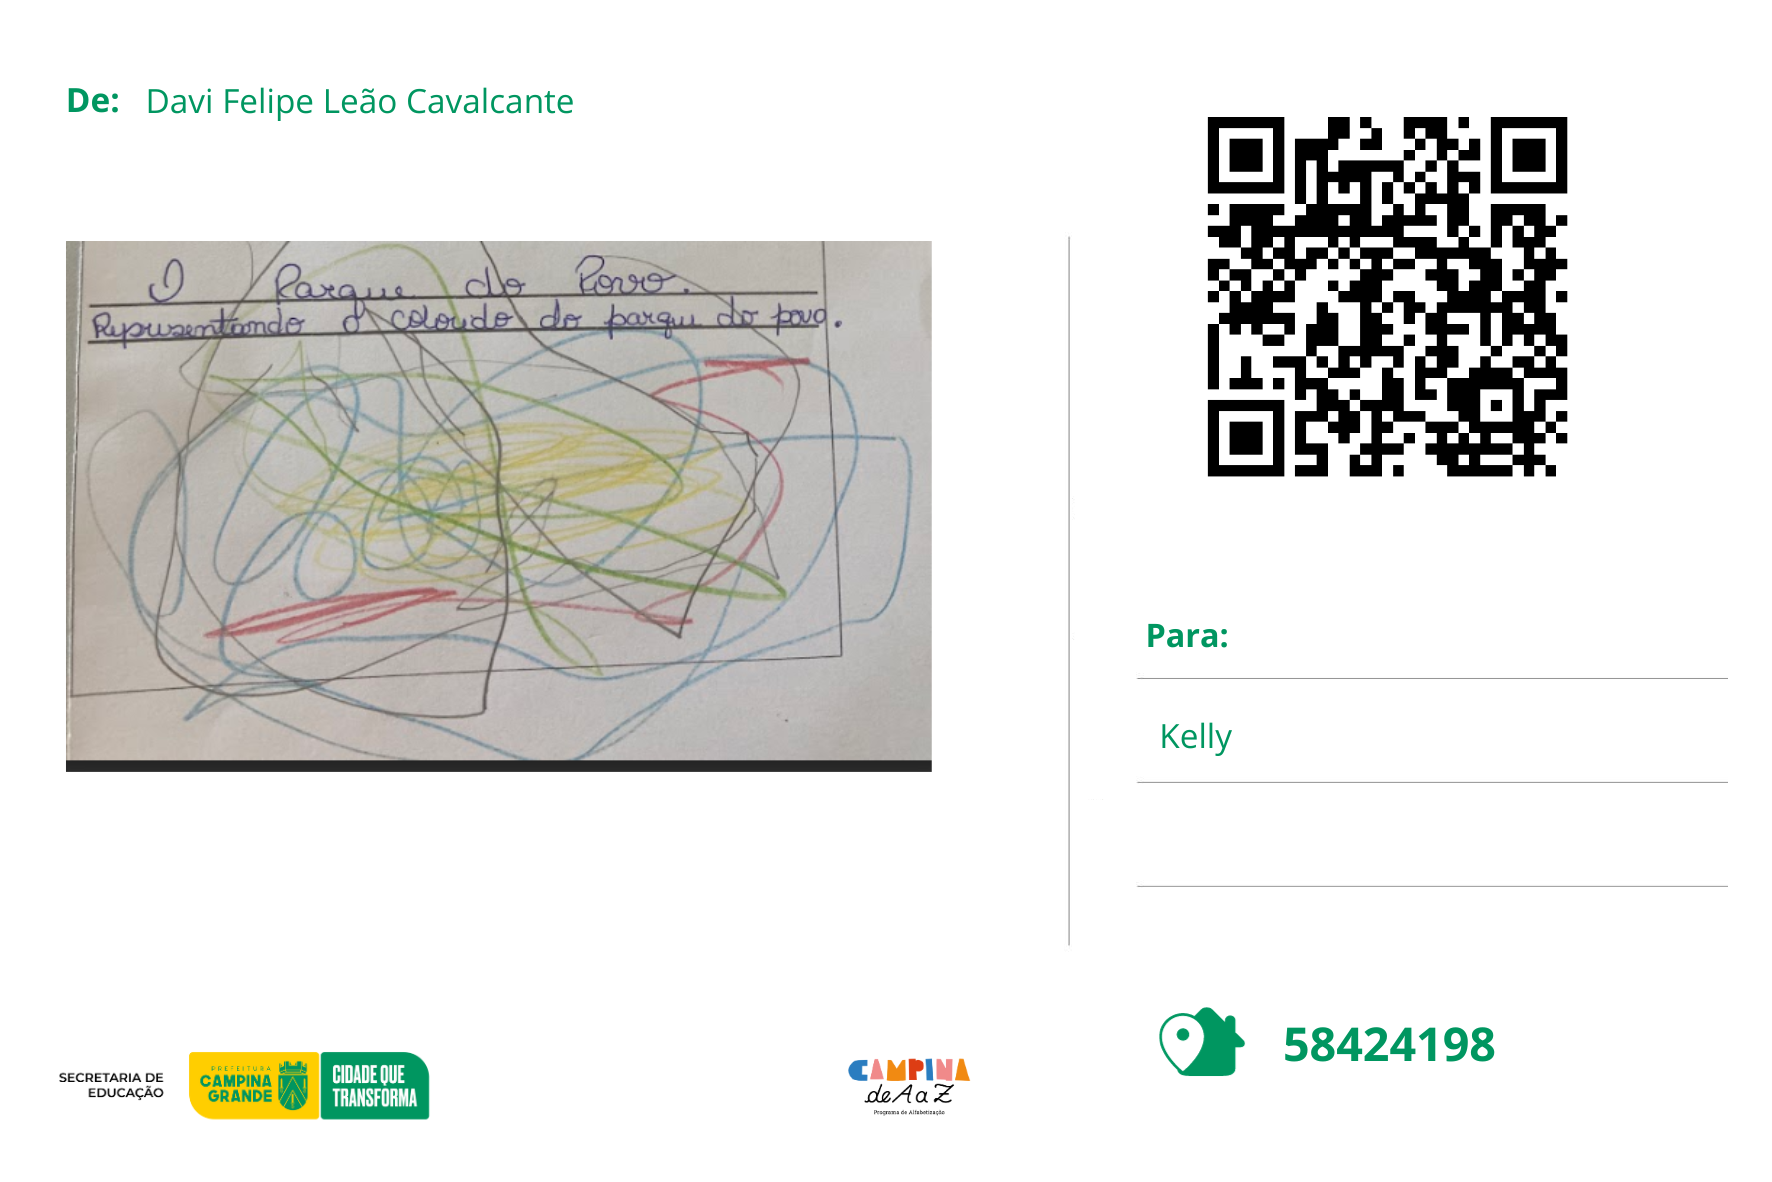 De: Davi Felipe Leão Cavalcante
O Parque do Povo.
Representando o colorido do parque do povo.
Para:
Kelly
58424198
SECRETARIA DE
EDUCAÇÃO
PREFEITURA
CAMPINA
GRANDE
CIDADE QUE
TRANSFORMA
CAMPINA
de A a Z
Programa de Alfabetização